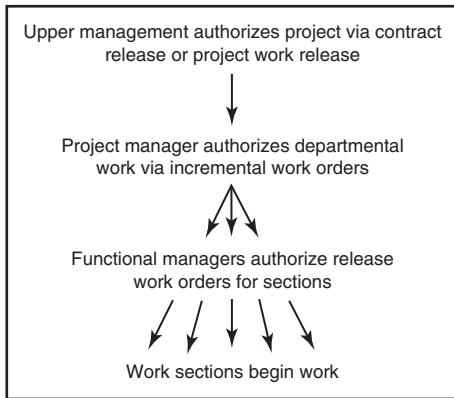 Upper management authorizes project via contract
release or project work release
Project manager authorizes departmental
work via incremental work orders
Functional managers authorize release
work orders for sections
Work sections begin work